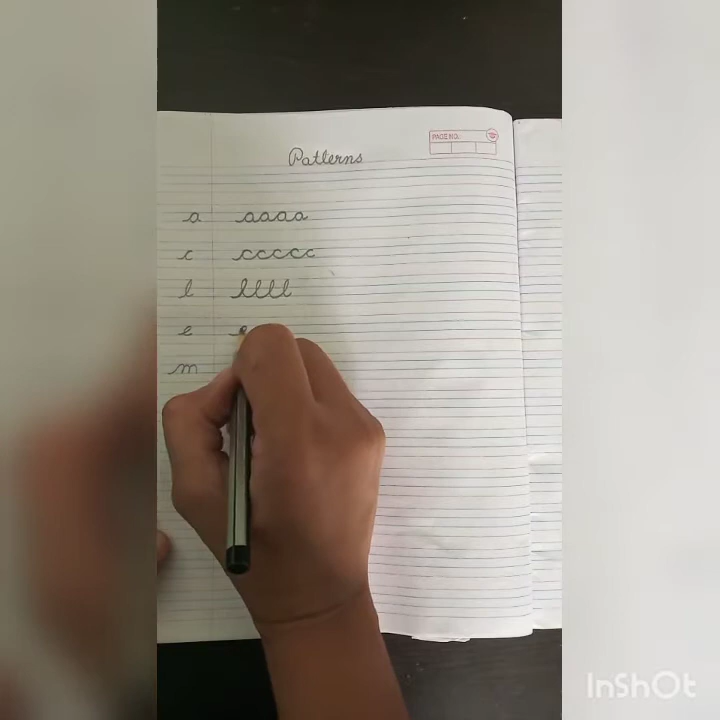 Patterns
PAGE NO.:
a aaaa
c ccccc
l llll
e e
m
InShOt